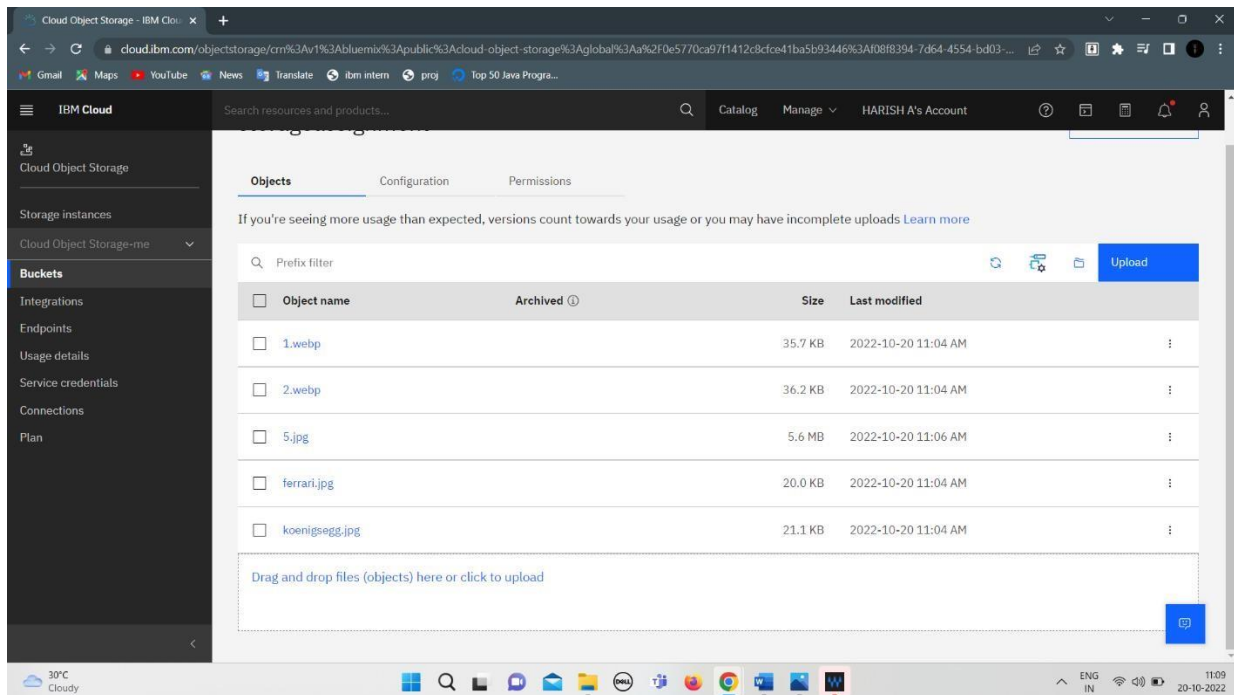 Cloud Object Storage - IBM Clou
cloud.ibm.com/objectstorage/crn%3Av1%3Abluemix%3Apublic%3Acloud-object-storage%3Aglobal%3Aa%2F0e5770ca97f1412c8cfce41ba5b93446%3Af08f8394-7d64-4554-bd03-...
Gmail Maps YouTube News Translate ibm intern proj Top 50 Java Progra...
IBM Cloud
Search resources and products...
Catalog Manage HARISH A's Account
Cloud Object Storage
Storage instances
Cloud Object Storage-me
Buckets
Integrations
Endpoints
Usage details
Service credentials
Connections
Plan
storageassignment
Objects Configuration Permissions
If you're seeing more usage than expected, versions count towards your usage or you may have incomplete uploads Learn more
Prefix filter
Upload
Object name Archived Size Last modified
1.webp 35.7 KB 2022-10-20 11:04 AM
2.webp 36.2 KB 2022-10-20 11:04 AM
5.jpg 5.6 MB 2022-10-20 11:06 AM
ferrari.jpg 20.0 KB 2022-10-20 11:04 AM
koenigsegg.jpg 21.1 KB 2022-10-20 11:04 AM
Drag and drop files (objects) here or click to upload
30°C
Cloudy
DELL
ENG
IN
11:09
20-10-2022